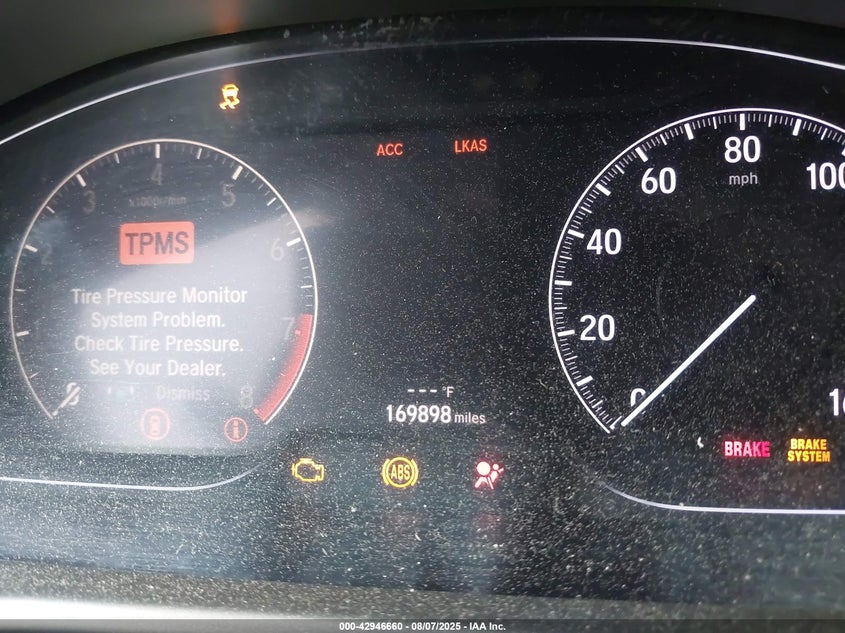 ACC LKAS
4
3 5
x1000r/min
2 6
TPMS
Tire Pressure Monitor
System Problem.
Check Tire Pressure.
See Your Dealer.
7
0 Dismiss 8
80
mph
60 100
40
20
0
---°F
169898 miles
BRAKE
BRAKE
SYSTEM
ABS
000-42946660 - 08/07/2025 - IAA Inc.